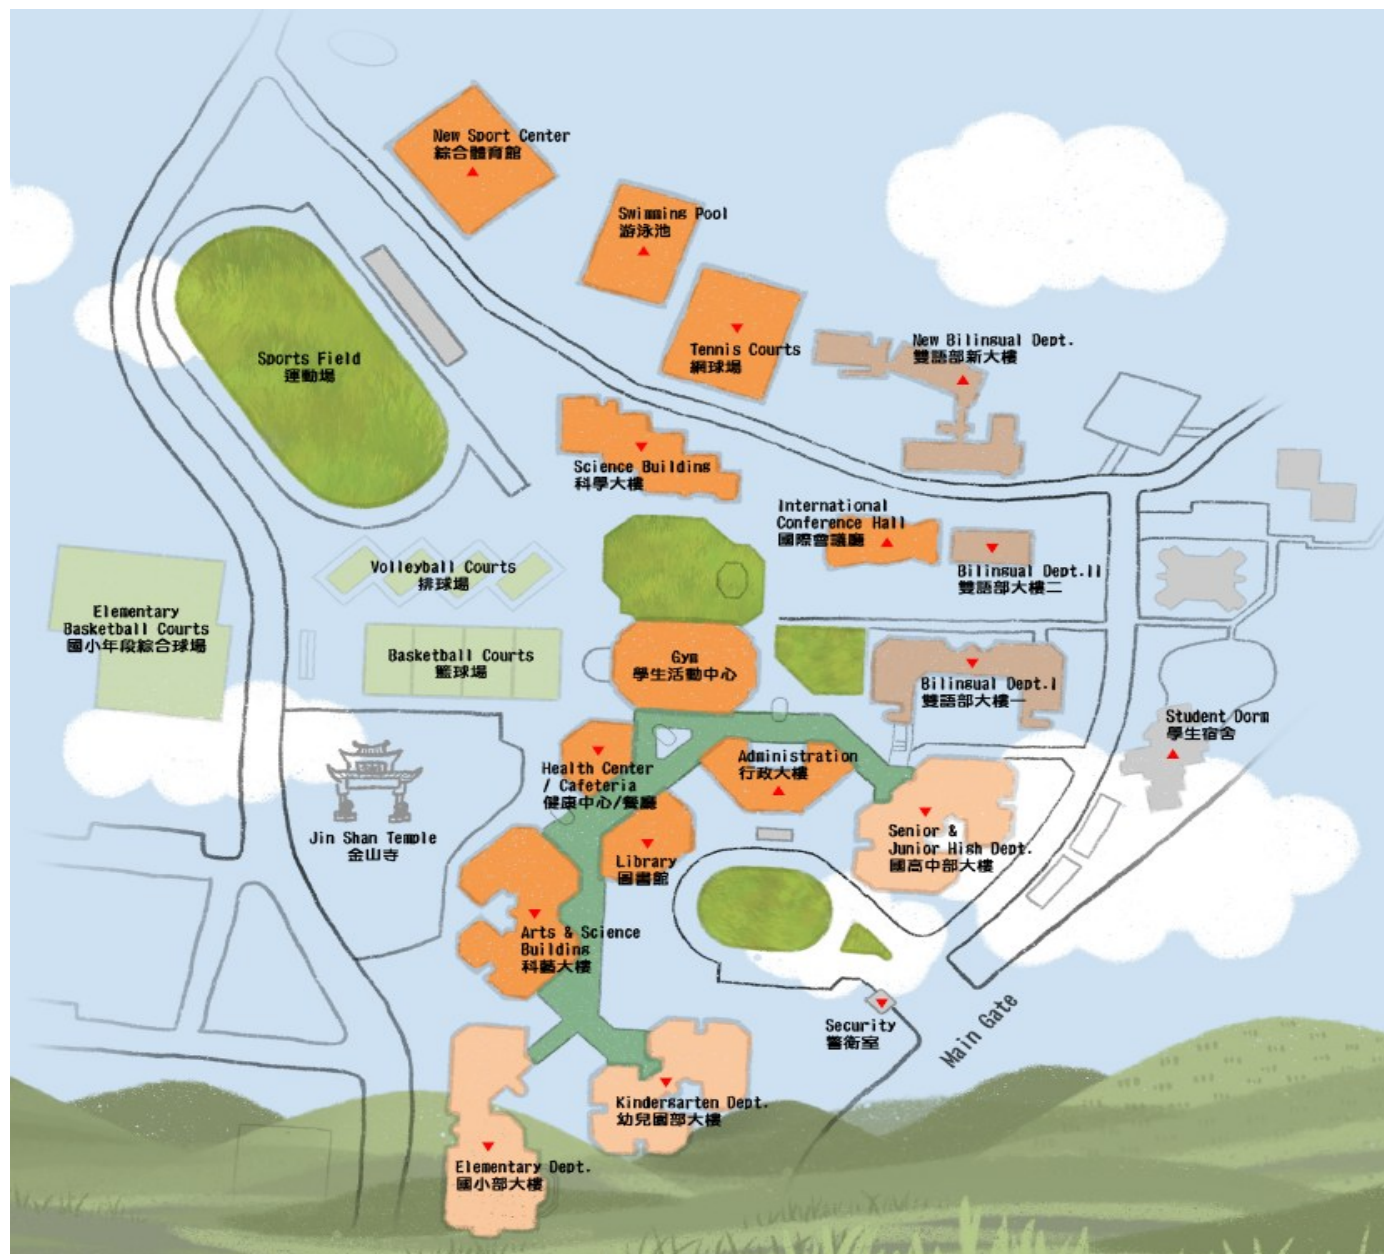 New Sport Center
綜合體育館
Swimming Pool
游泳池
Tennis Courts
網球場
New Bilingual Dept.
雙語部新大樓
Sports Field
運動場
Science Building
科學大樓
International
Conference Hall
國際會議廳
Bilingual Dept.II
雙語部大樓二
Volleyball Courts
排球場
Elementary
Basketball Courts
國小年段綜合球場
Basketball Courts
籃球場
Gym
學生活動中心
Bilingual Dept.I
雙語部大樓一
Student Dorm
學生宿舍
Health Center
/ Cafeteria
健康中心/餐廳
Administration
行政大樓
Jin Shan Temple
金山寺
Library
圖書館
Senior &
Junior High Dept.
國高中部大樓
Arts & Science
Building
科藝大樓
Security
警衛室
Main Gate
Kindergarten Dept.
幼兒園部大樓
Elementary Dept.
國小部大樓